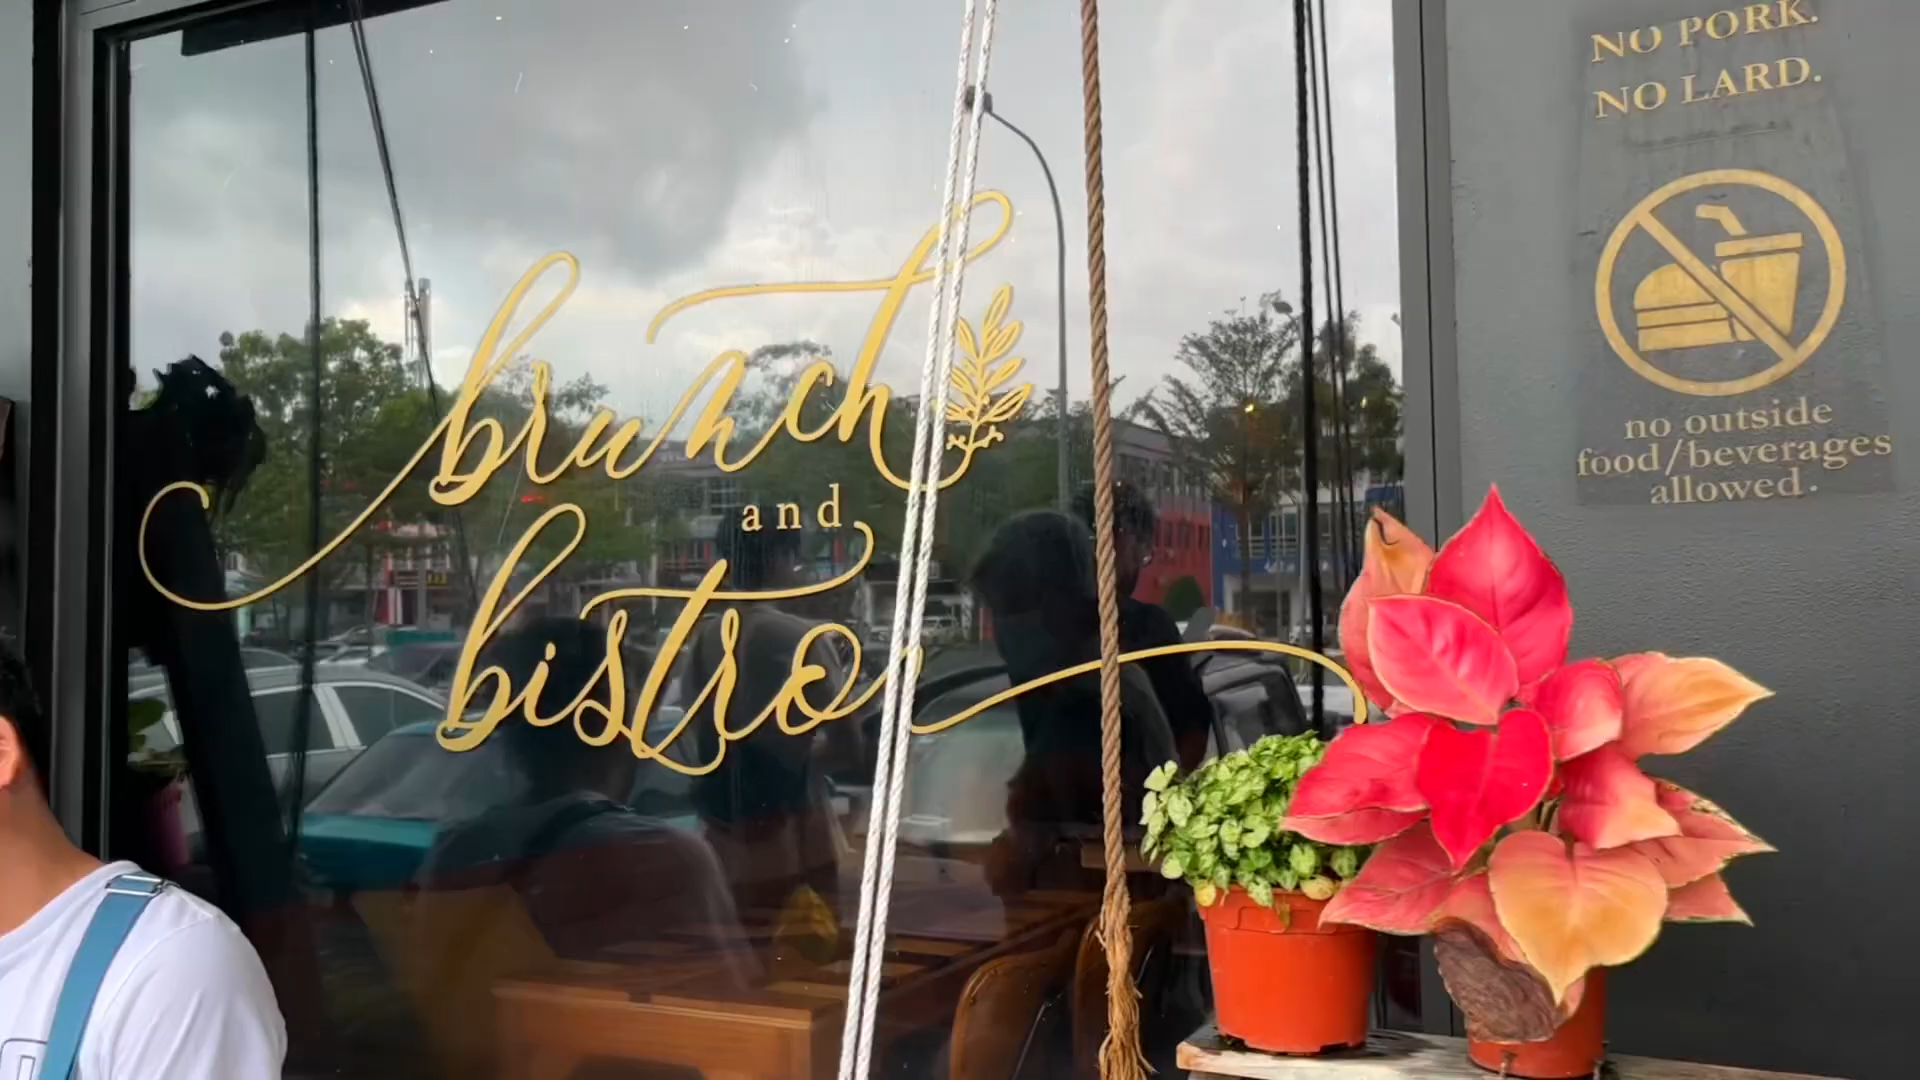 brunch
and
bistro
NO PORK.
NO LARD.
no outside
food/beverages
allowed.